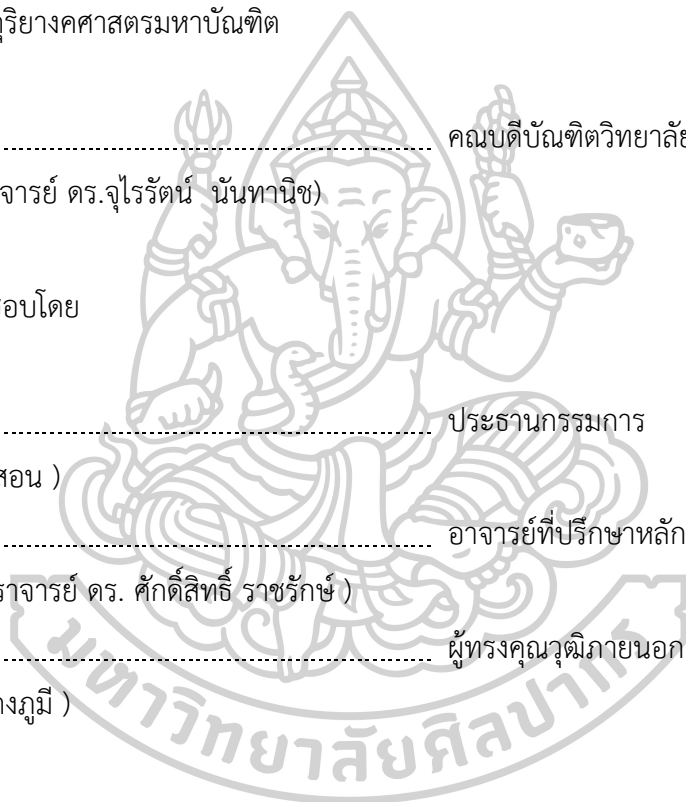 ดุริยางคศาสตรมหาบัณฑิต
คณบดีบัณฑิตวิทยาลัย
จารย์ ดร.จุไรรัตน์ นันทานิช)
สอบโดย
ประธานกรรมการ
สอน )
อาจารย์ที่ปรึกษาหลัก
ราจารย์ ดร. ศักดิ์สิทธิ์ ราชรักษ์ )
ผู้ทรงคุณวุฒิภายนอก
างภูมี )
มหาวิทยาลัยศิลปากร